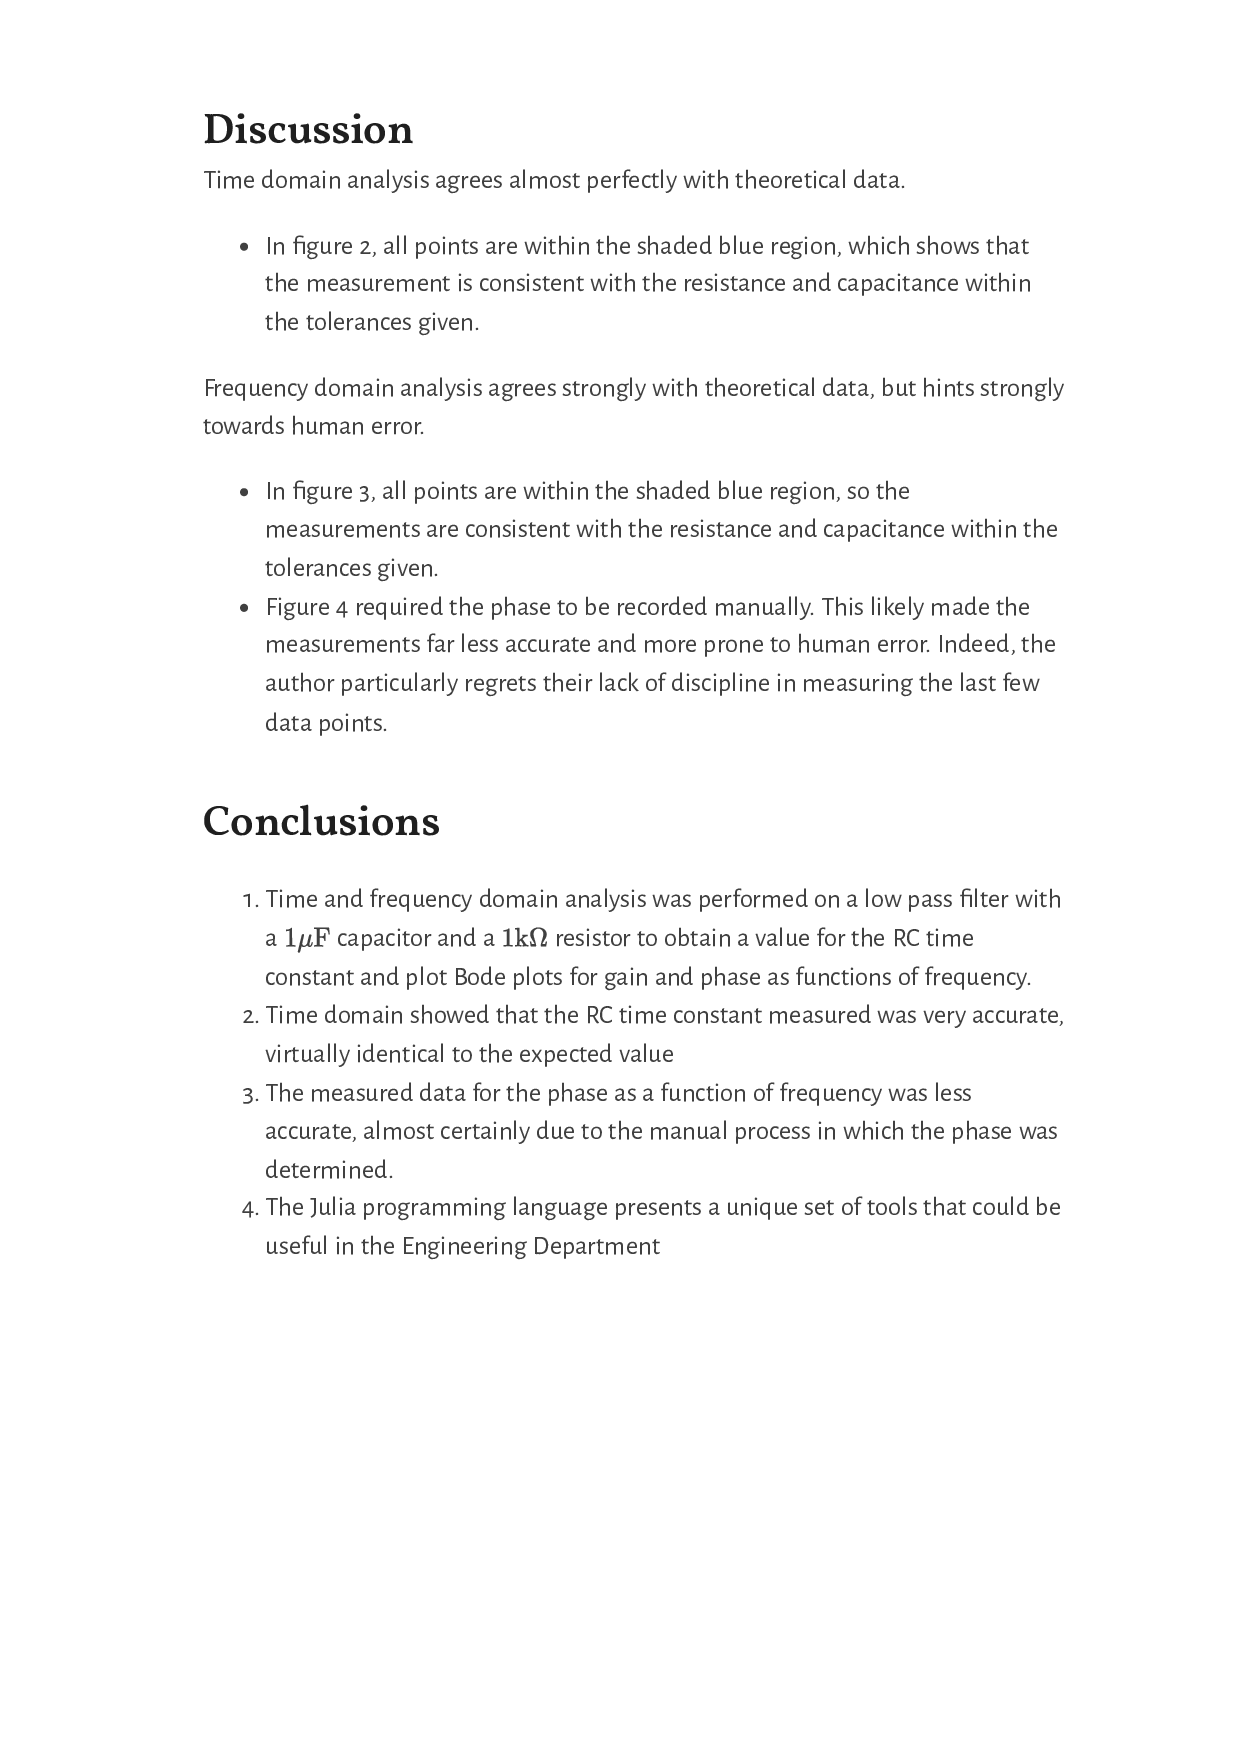 Discussion
Time domain analysis agrees almost perfectly with theoretical data.
• In figure 2, all points are within the shaded blue region, which shows that
the measurement is consistent with the resistance and capacitance within
the tolerances given.
Frequency domain analysis agrees strongly with theoretical data, but hints strongly
towards human error.
• In figure 3, all points are within the shaded blue region, so the
measurements are consistent with the resistance and capacitance within the
tolerances given.
• Figure 4 required the phase to be recorded manually. This likely made the
measurements far less accurate and more prone to human error. Indeed, the
author particularly regrets their lack of discipline in measuring the last few
data points.
Conclusions
1. Time and frequency domain analysis was performed on a low pass filter with
a 1μF capacitor and a 1kΩ resistor to obtain a value for the RC time
constant and plot Bode plots for gain and phase as functions of frequency.
2. Time domain showed that the RC time constant measured was very accurate,
virtually identical to the expected value
3. The measured data for the phase as a function of frequency was less
accurate, almost certainly due to the manual process in which the phase was
determined.
4. The Julia programming language presents a unique set of tools that could be
useful in the Engineering Department